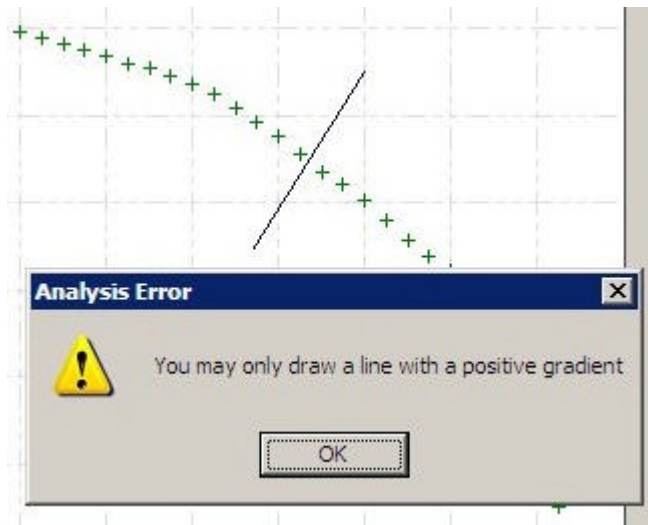 Analysis Error
You may only draw a line with a positive gradient
OK